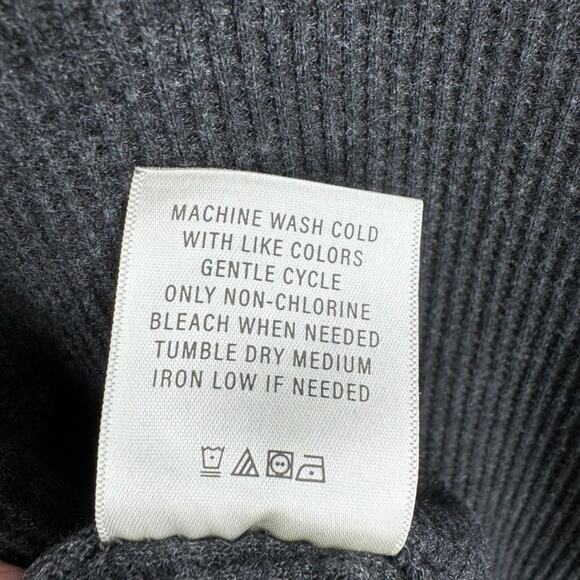 MACHINE WASH COLD
WITH LIKE COLORS
GENTLE CYCLE
ONLY NON-CHLORINE
BLEACH WHEN NEEDED
TUMBLE DRY MEDIUM
IRON LOW IF NEEDED